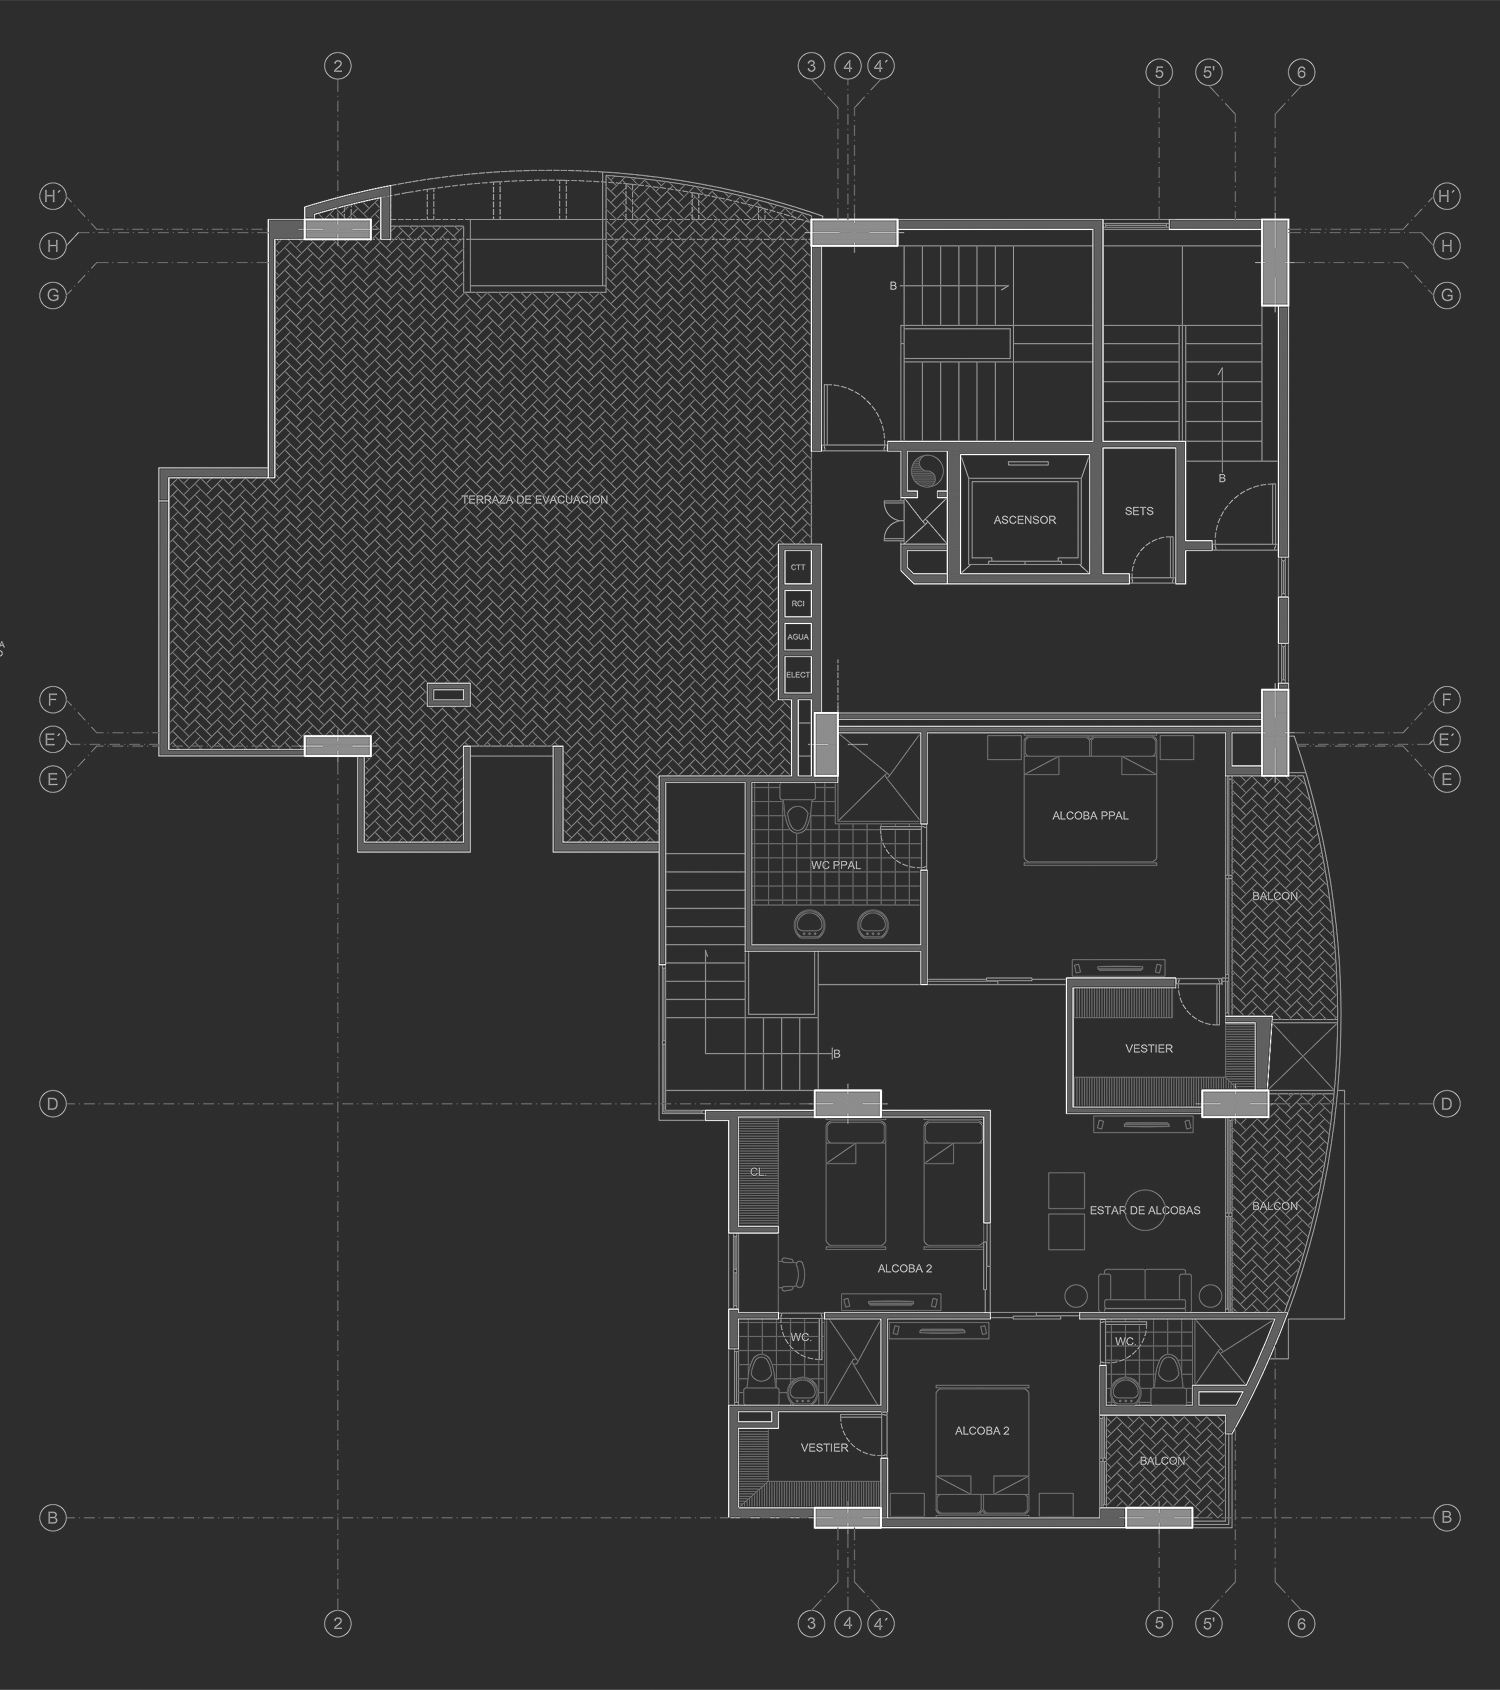 2
3
4
4´
5
5'
6
H´
H´
H
H
G
G
B
TERRAZA DE EVACUACION
ASCENSOR
SETS
B
CTT
RCI
AGUA
ELECT
A
F
F
E´
E´
E
E
ALCOBA PPAL
WC PPAL
BALCON
VESTIER
B
D
D
CL.
ESTAR DE ALCOBAS
BALCON
ALCOBA 2
WC.
WC.
ALCOBA 2
VESTIER
BALCON
B
B
2
3
4
4´
5
5'
6